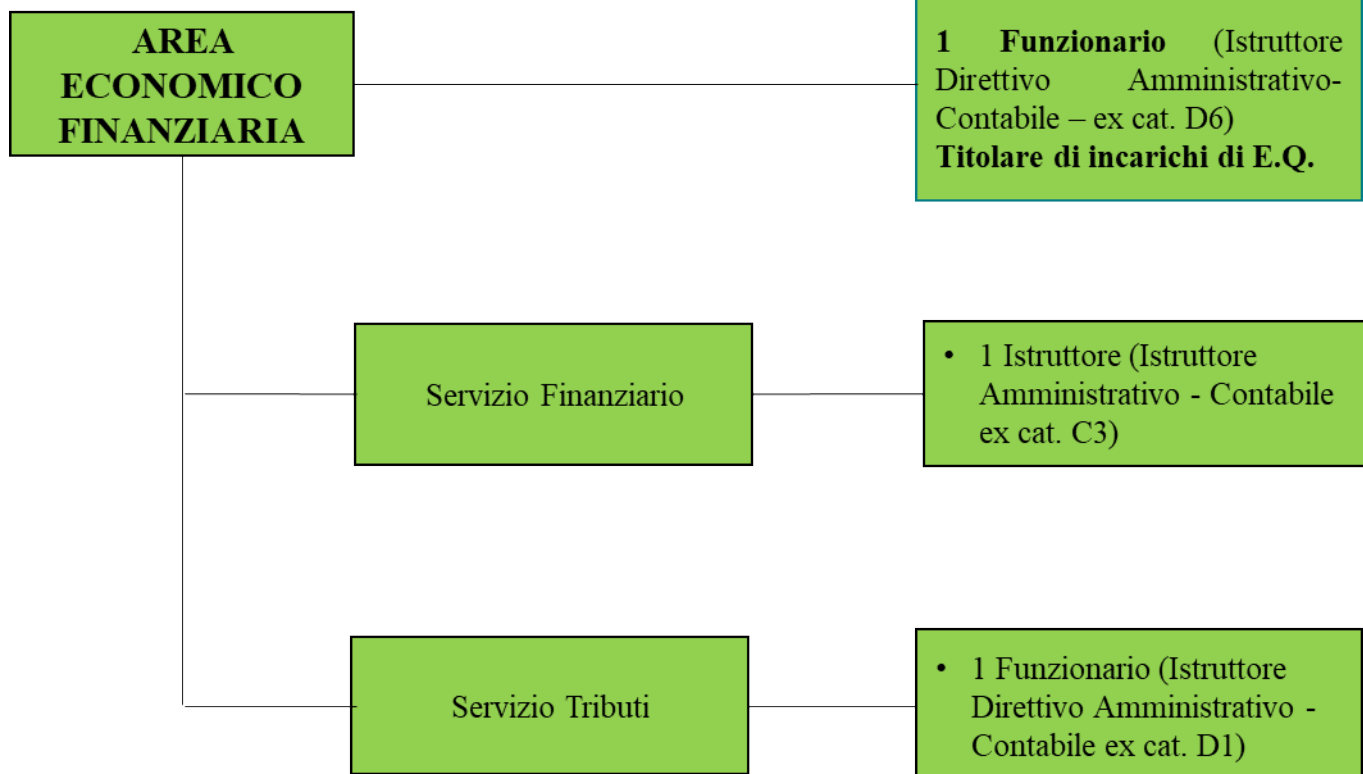 AREA
ECONOMICO
FINANZIARIA
1 Funzionario (Istruttore
Direttivo Amministrativo-
Contabile – ex cat. D6)
Titolare di incarichi di E.Q.
Servizio Finanziario
• 1 Istruttore (Istruttore
Amministrativo - Contabile
ex cat. C3)
Servizio Tributi
• 1 Funzionario (Istruttore
Direttivo Amministrativo -
Contabile ex cat. D1)